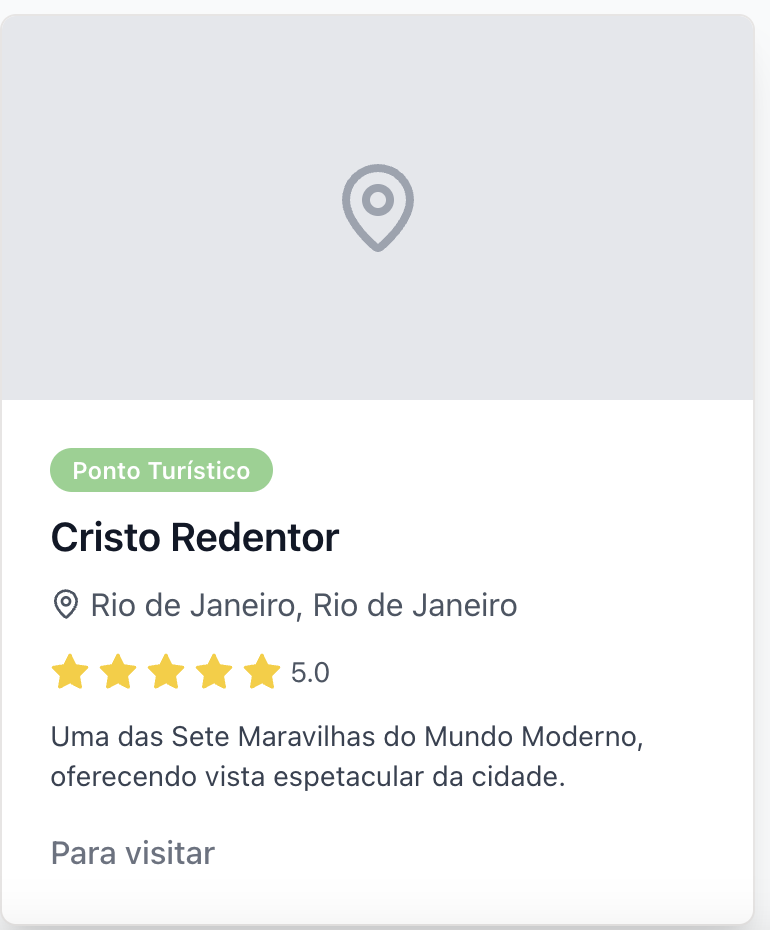 Ponto Turístico
Cristo Redentor
Rio de Janeiro, Rio de Janeiro
5.0
Uma das Sete Maravilhas do Mundo Moderno,
oferecendo vista espetacular da cidade.
Para visitar